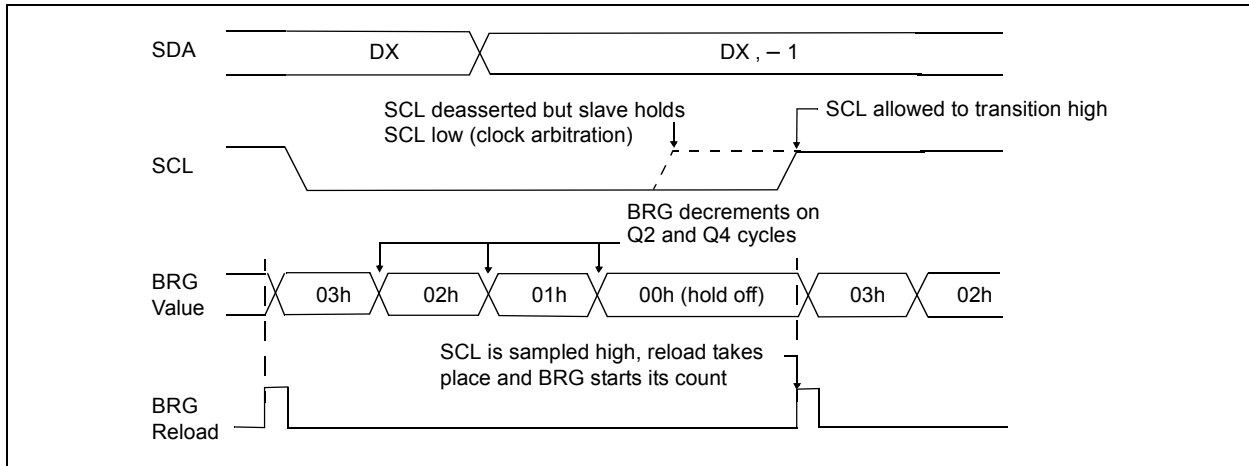 SDA
DX
DX , – 1
SCL deasserted but slave holds
SCL low (clock arbitration)
SCL allowed to transition high
SCL
BRG decrements on
Q2 and Q4 cycles
BRG
Value
03h
02h
01h
00h (hold off)
03h
02h
SCL is sampled high, reload takes
place and BRG starts its count
BRG
Reload